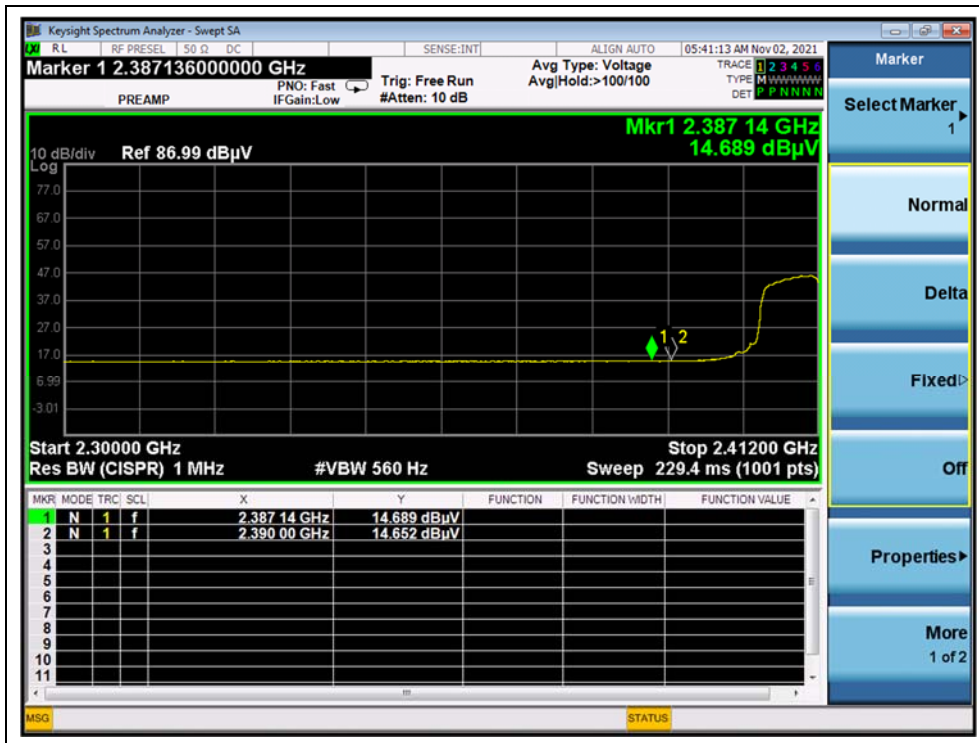 Keysight Spectrum Analyzer - Swept SA
LXI RL RF PRESEL 50 Ω DC SENSE:INT ALIGN AUTO 05:41:13 AM Nov 02, 2021
Marker 1 2.387136000000 GHz
PREAMP
PNO: Fast
IFGain:Low
Trig: Free Run
#Atten: 10 dB
Avg Type: Voltage
Avg|Hold:>100/100
TRACE 1 2 3 4 5 6
TYPE M WWWWW
DET P P N N N N
Mkr1 2.387 14 GHz
14.689 dBµV
10 dB/div Ref 86.99 dBµV
Log
77.0
67.0
57.0
47.0
37.0
27.0
17.0
6.99
-3.01
1 2
Start 2.30000 GHz Stop 2.41200 GHz
Res BW (CISPR) 1 MHz #VBW 560 Hz Sweep 229.4 ms (1001 pts)
MKR MODE TRC SCL X Y FUNCTION FUNCTION WIDTH FUNCTION VALUE
1 N 1 f 2.387 14 GHz 14.689 dBµV
2 N 1 f 2.390 00 GHz 14.652 dBµV
3
4
5
6
7
8
9
10
11
MSG STATUS
Marker
Select Marker
1
Normal
Delta
Fixed
Off
Properties
More
1 of 2